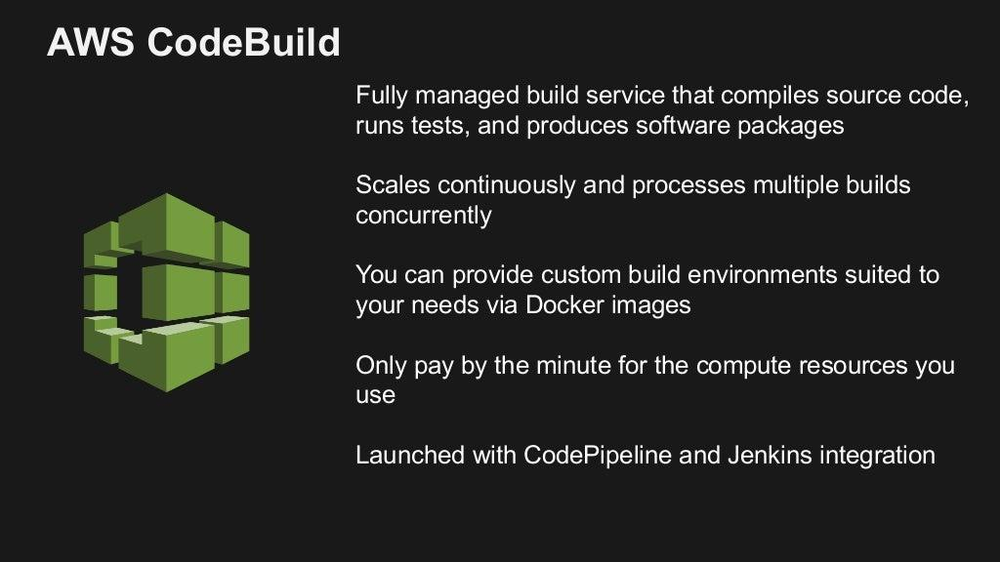 AWS CodeBuild
Fully managed build service that compiles source code,
runs tests, and produces software packages
Scales continuously and processes multiple builds
concurrently
You can provide custom build environments suited to
your needs via Docker images
Only pay by the minute for the compute resources you
use
Launched with CodePipeline and Jenkins integration